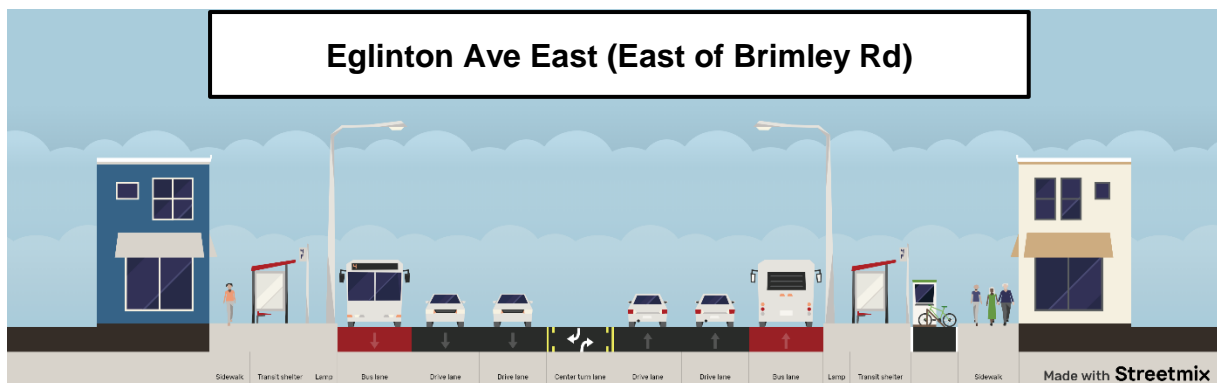 Eglinton Ave East (East of Brimley Rd)
Sidewalk Transit shelter Lamp Bus lane Drive lane Drive lane Center turn lane Drive lane Drive lane Bus lane Lamp Transit shelter Sidewalk
Made with Streetmix